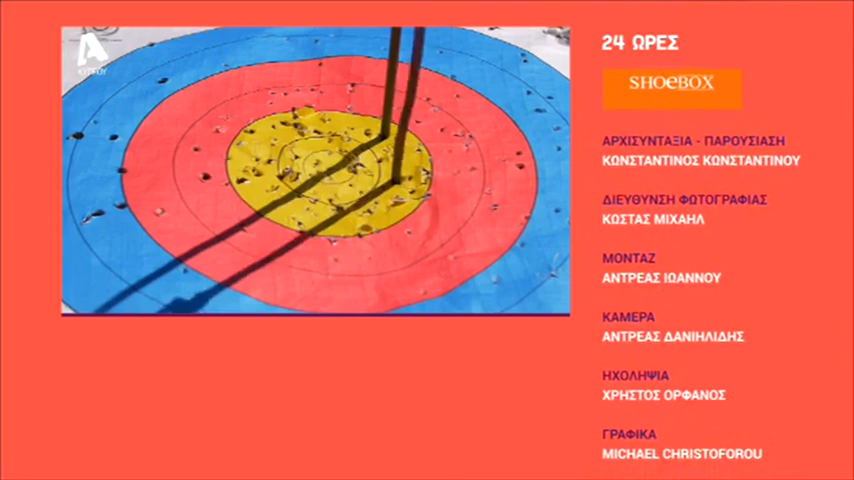 ΚΥΠΡΟΥ
24 ΩΡΕΣ
SHOEBOX
ΑΡΧΙΣΥΝΤΑΞΙΑ - ΠΑΡΟΥΣΙΑΣΗ
ΚΩΝΣΤΑΝΤΙΝΟΣ ΚΩΝΣΤΑΝΤΙΝΟΥ
ΔΙΕΥΘΥΝΣΗ ΦΩΤΟΓΡΑΦΙΑΣ
ΚΩΣΤΑΣ ΜΙΧΑΗΛ
ΜΟΝΤΑΖ
ΑΝΤΡΕΑΣ ΙΩΑΝΝΟΥ
ΚΑΜΕΡΑ
ΑΝΤΡΕΑΣ ΔΑΝΙΗΛΙΔΗΣ
ΗΧΟΛΗΨΙΑ
ΧΡΗΣΤΟΣ ΟΡΦΑΝΟΣ
ΓΡΑΦΙΚΑ
MICHAEL CHRISTOFOROU